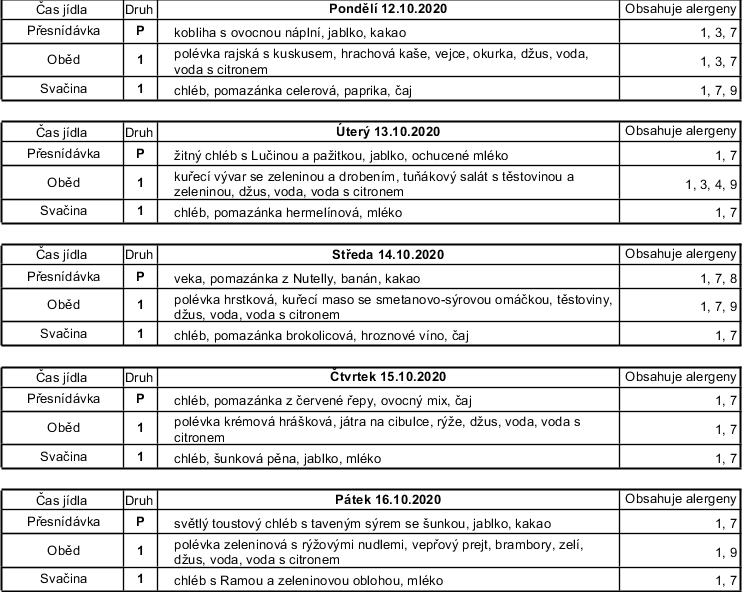 Čas jídla Druh Pondělí 12.10.2020 Obsahuje alergeny
Přesnídávka P kobliha s ovocnou náplní, jablko, kakao 1, 3, 7
Oběd 1 polévka rajská s kuskusem, hrachová kaše, vejce, okurka, džus, voda,
voda s citronem 1, 3, 7
Svačina 1 chléb, pomazánka celerová, paprika, čaj 1, 7, 9
Čas jídla Druh Úterý 13.10.2020 Obsahuje alergeny
Přesnídávka P žitný chléb s Lučinou a pažitkou, jablko, ochucené mléko 1, 7
Oběd 1 kuřecí vývar se zeleninou a drobením, tuňákový salát s těstovinou a
zeleninou, džus, voda, voda s citronem 1, 3, 4, 9
Svačina 1 chléb, pomazánka hermelínová, mléko 1, 7
Čas jídla Druh Středa 14.10.2020 Obsahuje alergeny
Přesnídávka P veka, pomazánka z Nutelly, banán, kakao 1, 7, 8
Oběd 1 polévka hrstková, kuřecí maso se smetanovo-sýrovou omáčkou, těstoviny,
džus, voda, voda s citronem 1, 7, 9
Svačina 1 chléb, pomazánka brokolicová, hroznové víno, čaj 1, 7
Čas jídla Druh Čtvrtek 15.10.2020 Obsahuje alergeny
Přesnídávka P chléb, pomazánka z červené řepy, ovocný mix, čaj 1, 7
Oběd 1 polévka krémová hrášková, játra na cibulce, rýže, džus, voda, voda s
citronem 1, 7
Svačina 1 chléb, šunková pěna, jablko, mléko 1, 7
Čas jídla Druh Pátek 16.10.2020 Obsahuje alergeny
Přesnídávka P světlý toustový chléb s taveným sýrem se šunkou, jablko, kakao 1, 7
Oběd 1 polévka zeleninová s rýžovými nudlemi, vepřový prejt, brambory, zelí,
džus, voda, voda s citronem 1, 9
Svačina 1 chléb s Ramou a zeleninovou oblohou, mléko 1, 7